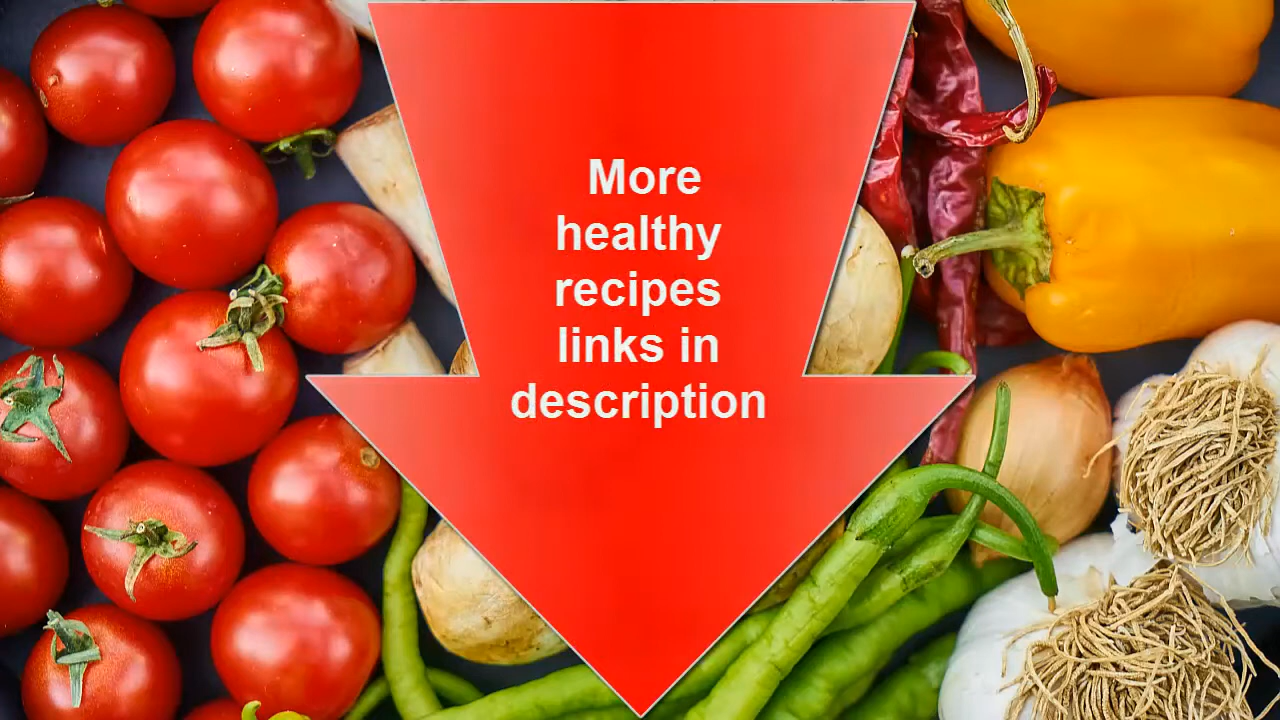 More
healthy
recipes
links in
description